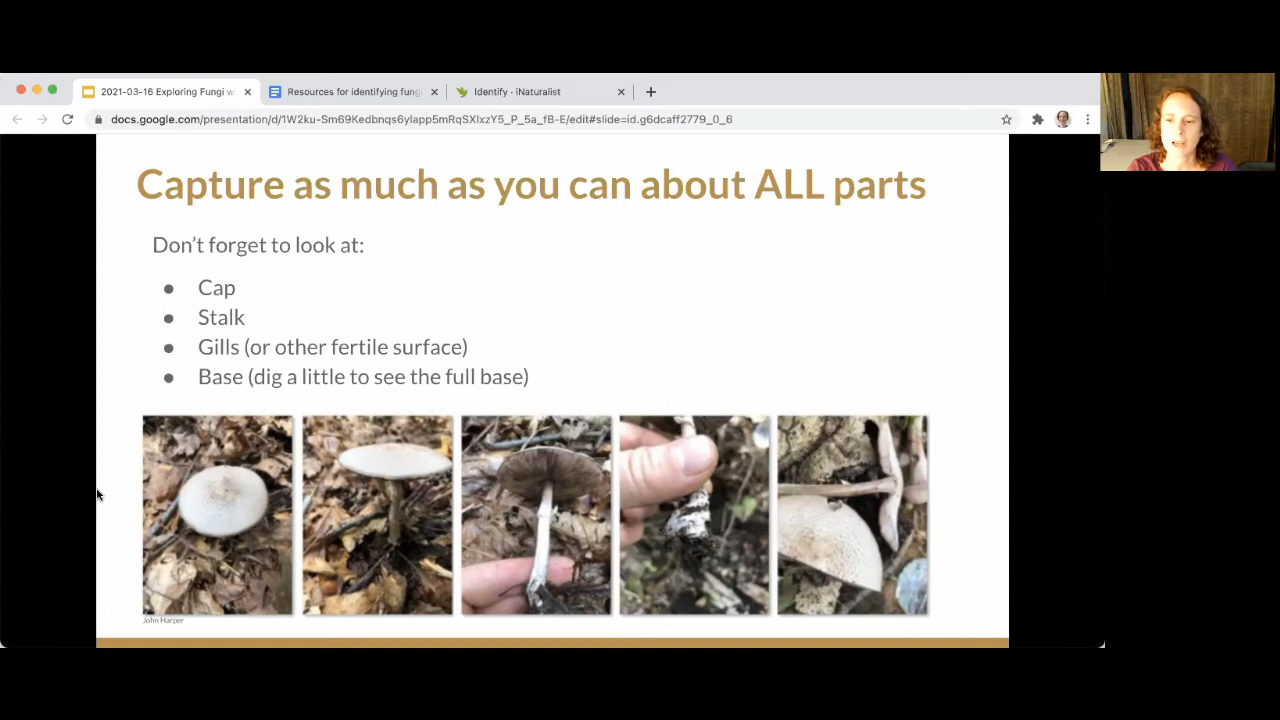 2021-03-16 Exploring Fungi w
Resources for identifying fung
Identify · iNaturalist
docs.google.com/presentation/d/1W2ku-Sm69Kedbnqs6ylapp5mRqSXlxzY5_P_5a_fB-E/edit#slide=id.g6dcaff2779_0_6
Capture as much as you can about ALL parts
Don't forget to look at:
● Cap
● Stalk
● Gills (or other fertile surface)
● Base (dig a little to see the full base)
John Harper